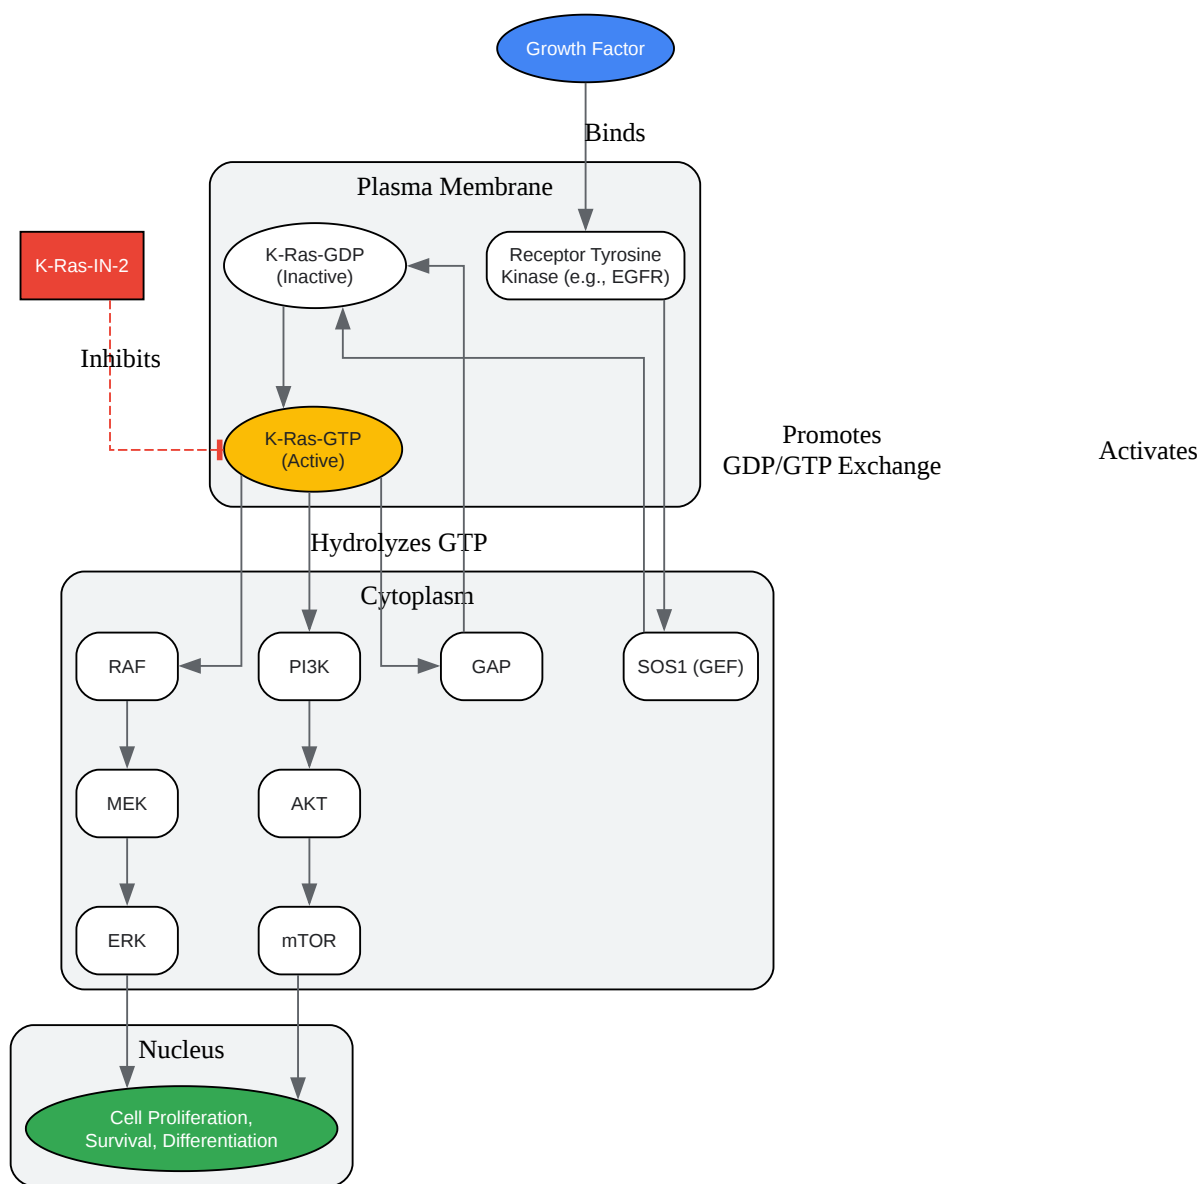 Growth Factor
Binds
Plasma Membrane
K-Ras-IN-2
K-Ras-GDP
(Inactive)
Receptor Tyrosine
Kinase (e.g., EGFR)
Inhibits
K-Ras-GTP
(Active)
Promotes
GDP/GTP Exchange
Activates
Hydrolyzes GTP
Cytoplasm
RAF
PI3K
GAP
SOS1 (GEF)
MEK
AKT
ERK
mTOR
Nucleus
Cell Proliferation,
Survival, Differentiation